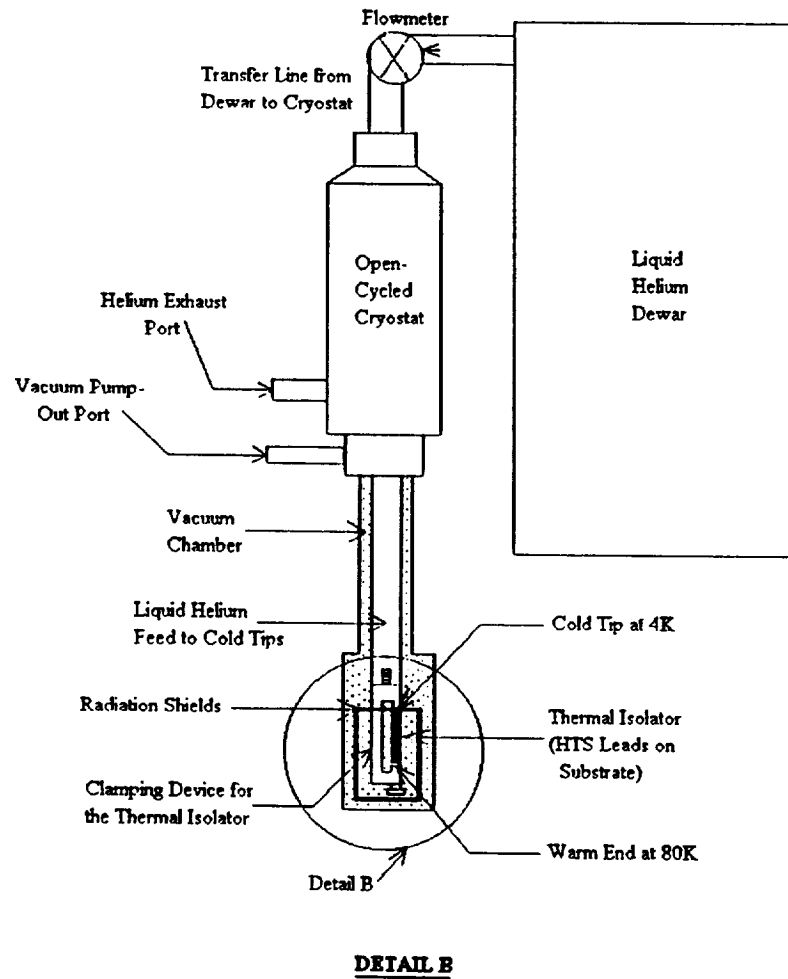 Flowmeter
Transfer Line from
Dewar to Cryostat
Open-
Cycled
Cryostat
Liquid
Helium
Dewar
Helium Exhaust
Port
Vacuum Pump-
Out Port
Vacuum
Chamber
Liquid Helium
Feed to Cold Tips
Cold Tip at 4K
Radiation Shields
Thermal Isolator
(HTS Leads on
Substrate)
Clamping Device for
the Thermal Isolator
Warm End at 80K
Detail B
DETAIL B